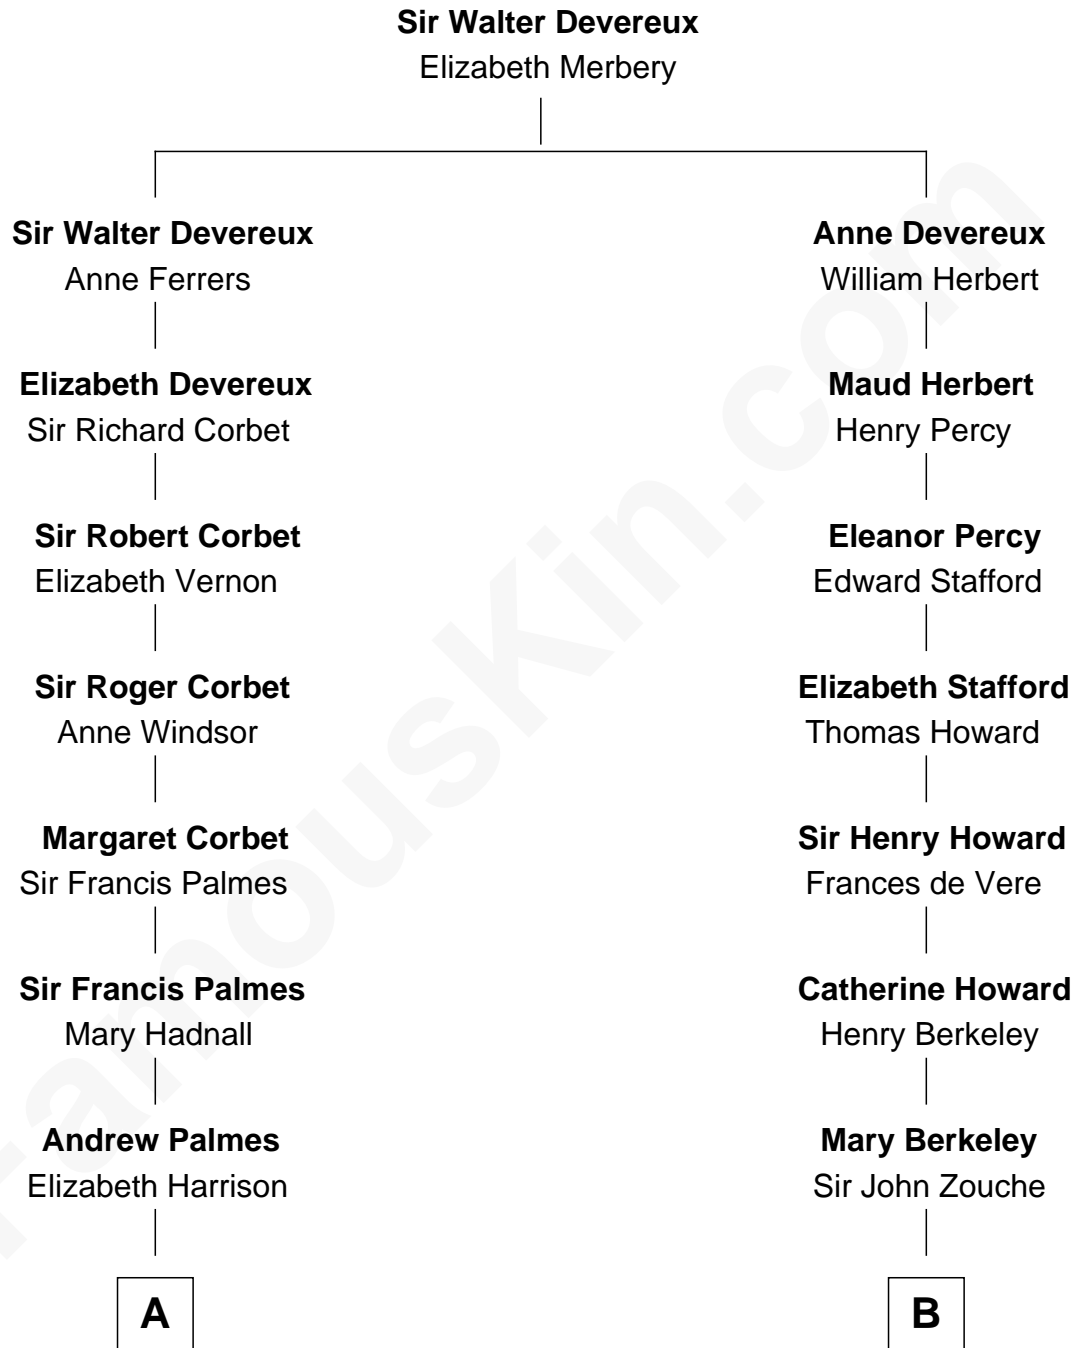 Sir Walter Devereux
Elizabeth Merbery
Sir Walter Devereux
Anne Ferrers
Anne Devereux
William Herbert
Elizabeth Devereux
Sir Richard Corbet
Maud Herbert
Henry Percy
Sir Robert Corbet
Elizabeth Vernon
Eleanor Percy
Edward Stafford
Sir Roger Corbet
Anne Windsor
Elizabeth Stafford
Thomas Howard
Margaret Corbet
Sir Francis Palmes
Sir Henry Howard
Frances de Vere
Sir Francis Palmes
Mary Hadnall
Catherine Howard
Henry Berkeley
Andrew Palmes
Elizabeth Harrison
Mary Berkeley
Sir John Zouche
A
B
FamousKin.com